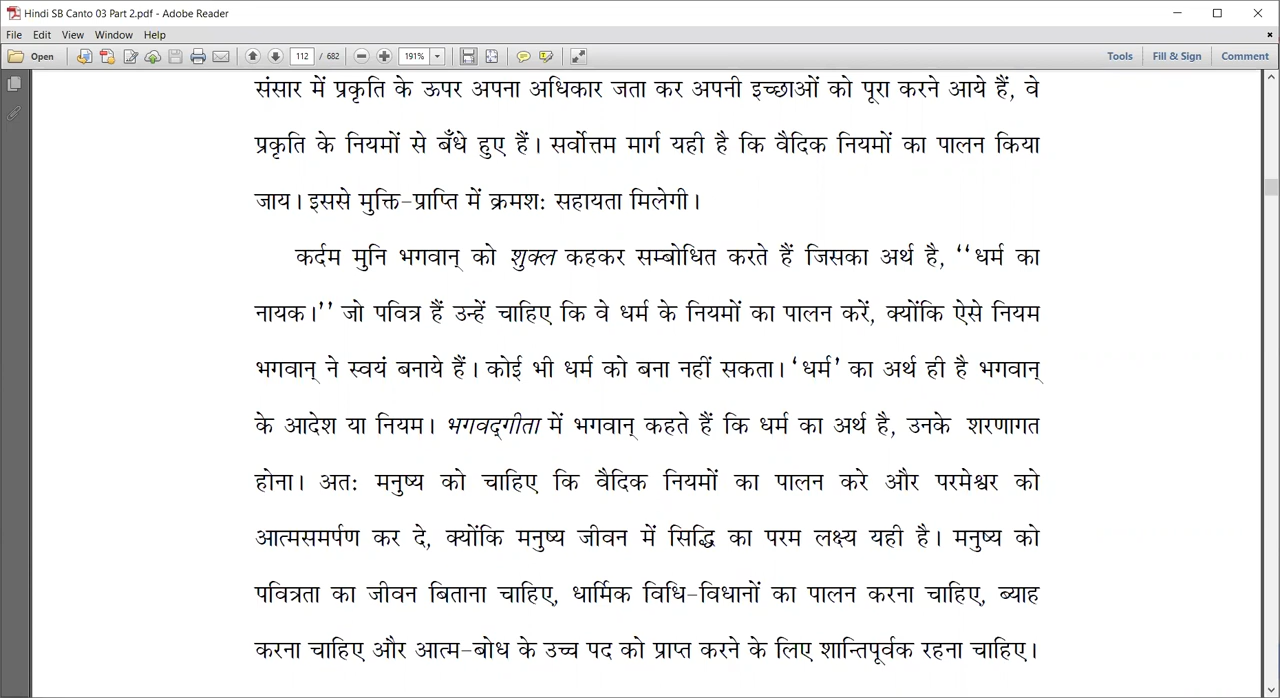 Hindi SB Canto 03 Part 2.pdf - Adobe Reader
File Edit View Window Help
Open 112 / 682 191% Tools Fill & Sign Comment
संसार में प्रकृति के ऊपर अपना अधिकार जता कर अपनी इच्छाओं को पूरा करने आये हैं, वे
प्रकृति के नियमों से बँधे हुए हैं। सर्वोत्तम मार्ग यही है कि वैदिक नियमों का पालन किया
जाय। इससे मुक्ति-प्राप्ति में क्रमश: सहायता मिलेगी।
कर्दम मुनि भगवान् को शुक्ल कहकर सम्बोधित करते हैं जिसका अर्थ है, ‘‘धर्म का
नायक।’’ जो पवित्र हैं उन्हें चाहिए कि वे धर्म के नियमों का पालन करें, क्योंकि ऐसे नियम
भगवान् ने स्वयं बनाये हैं। कोई भी धर्म को बना नहीं सकता। ‘धर्म’ का अर्थ ही है भगवान्
के आदेश या नियम। भगवद्गीता में भगवान् कहते हैं कि धर्म का अर्थ है, उनके शरणागत
होना। अत: मनुष्य को चाहिए कि वैदिक नियमों का पालन करे और परमेश्वर को
आत्मसमर्पण कर दे, क्योंकि मनुष्य जीवन में सिद्धि का परम लक्ष्य यही है। मनुष्य को
पवित्रता का जीवन बिताना चाहिए, धार्मिक विधि-विधानों का पालन करना चाहिए, ब्याह
करना चाहिए और आत्म-बोध के उच्च पद को प्राप्त करने के लिए शान्तिपूर्वक रहना चाहिए।